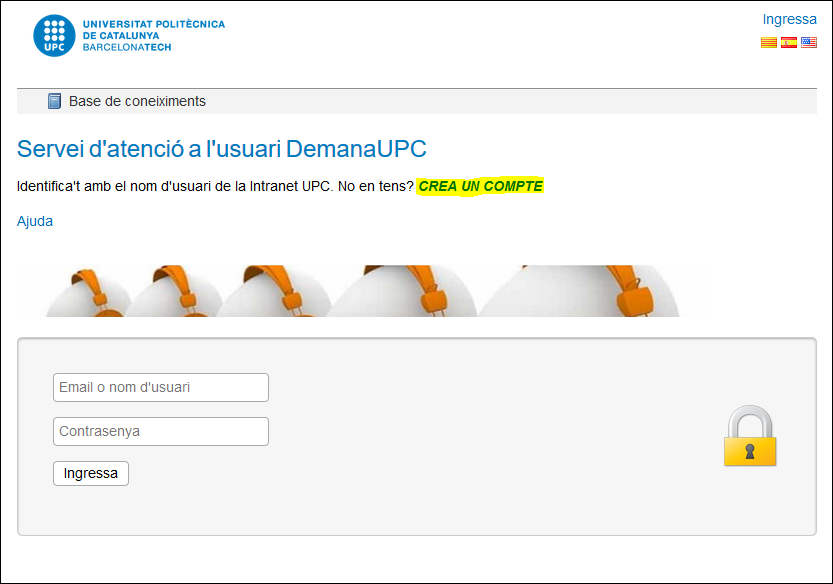 UNIVERSITAT POLITÈCNICA
DE CATALUNYA
BARCELONATECH
UPC
Ingressa
Base de coneiximents
Servei d'atenció a l'usuari DemanaUPC
Identifica't amb el nom d'usuari de la Intranet UPC. No en tens? CREA UN COMPTE
Ajuda
Email o nom d'usuari
Contrasenya
Ingressa